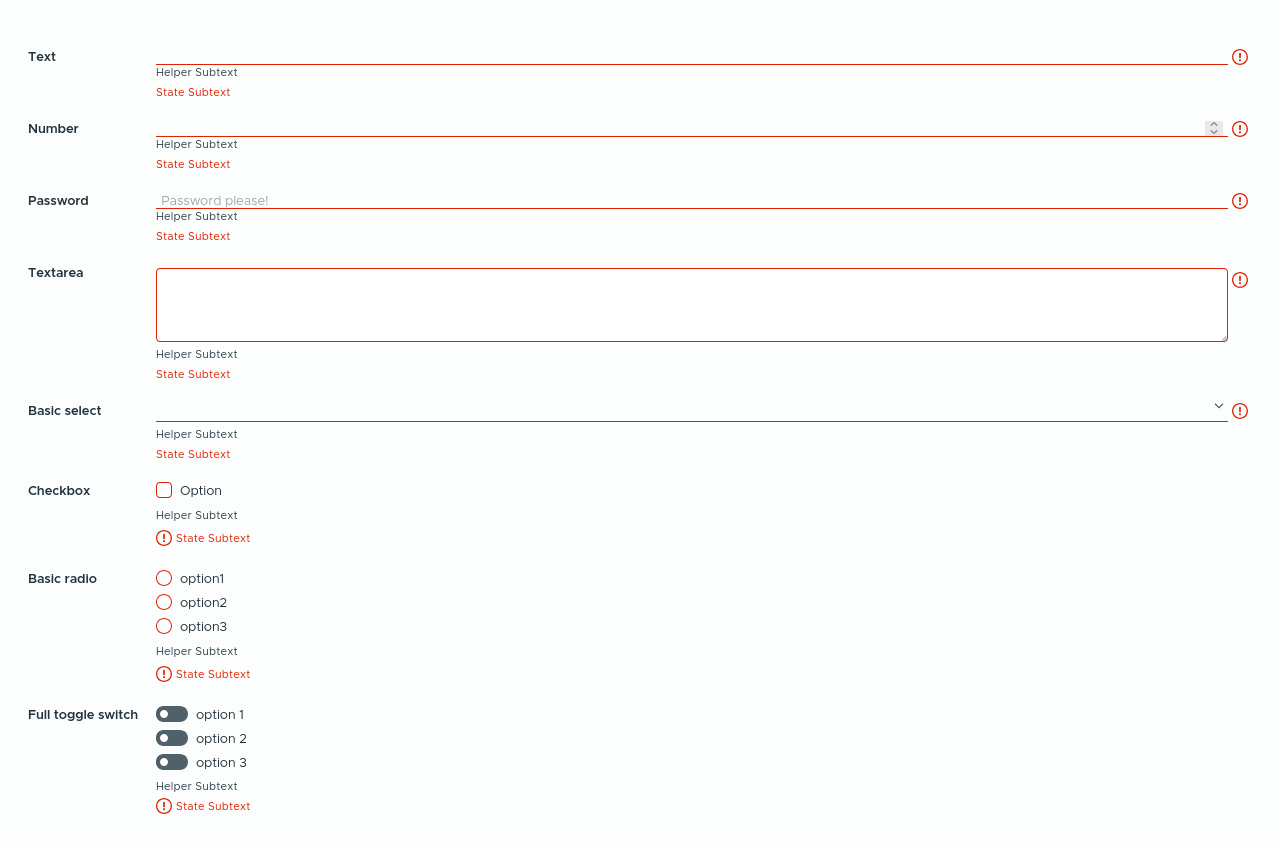 Text
Helper Subtext
State Subtext
Number
Helper Subtext
State Subtext
Password Password please!
Helper Subtext
State Subtext
Textarea
Helper Subtext
State Subtext
Basic select
Helper Subtext
State Subtext
Checkbox Option
Helper Subtext
State Subtext
Basic radio option1
option2
option3
Helper Subtext
State Subtext
Full toggle switch option 1
option 2
option 3
Helper Subtext
State Subtext